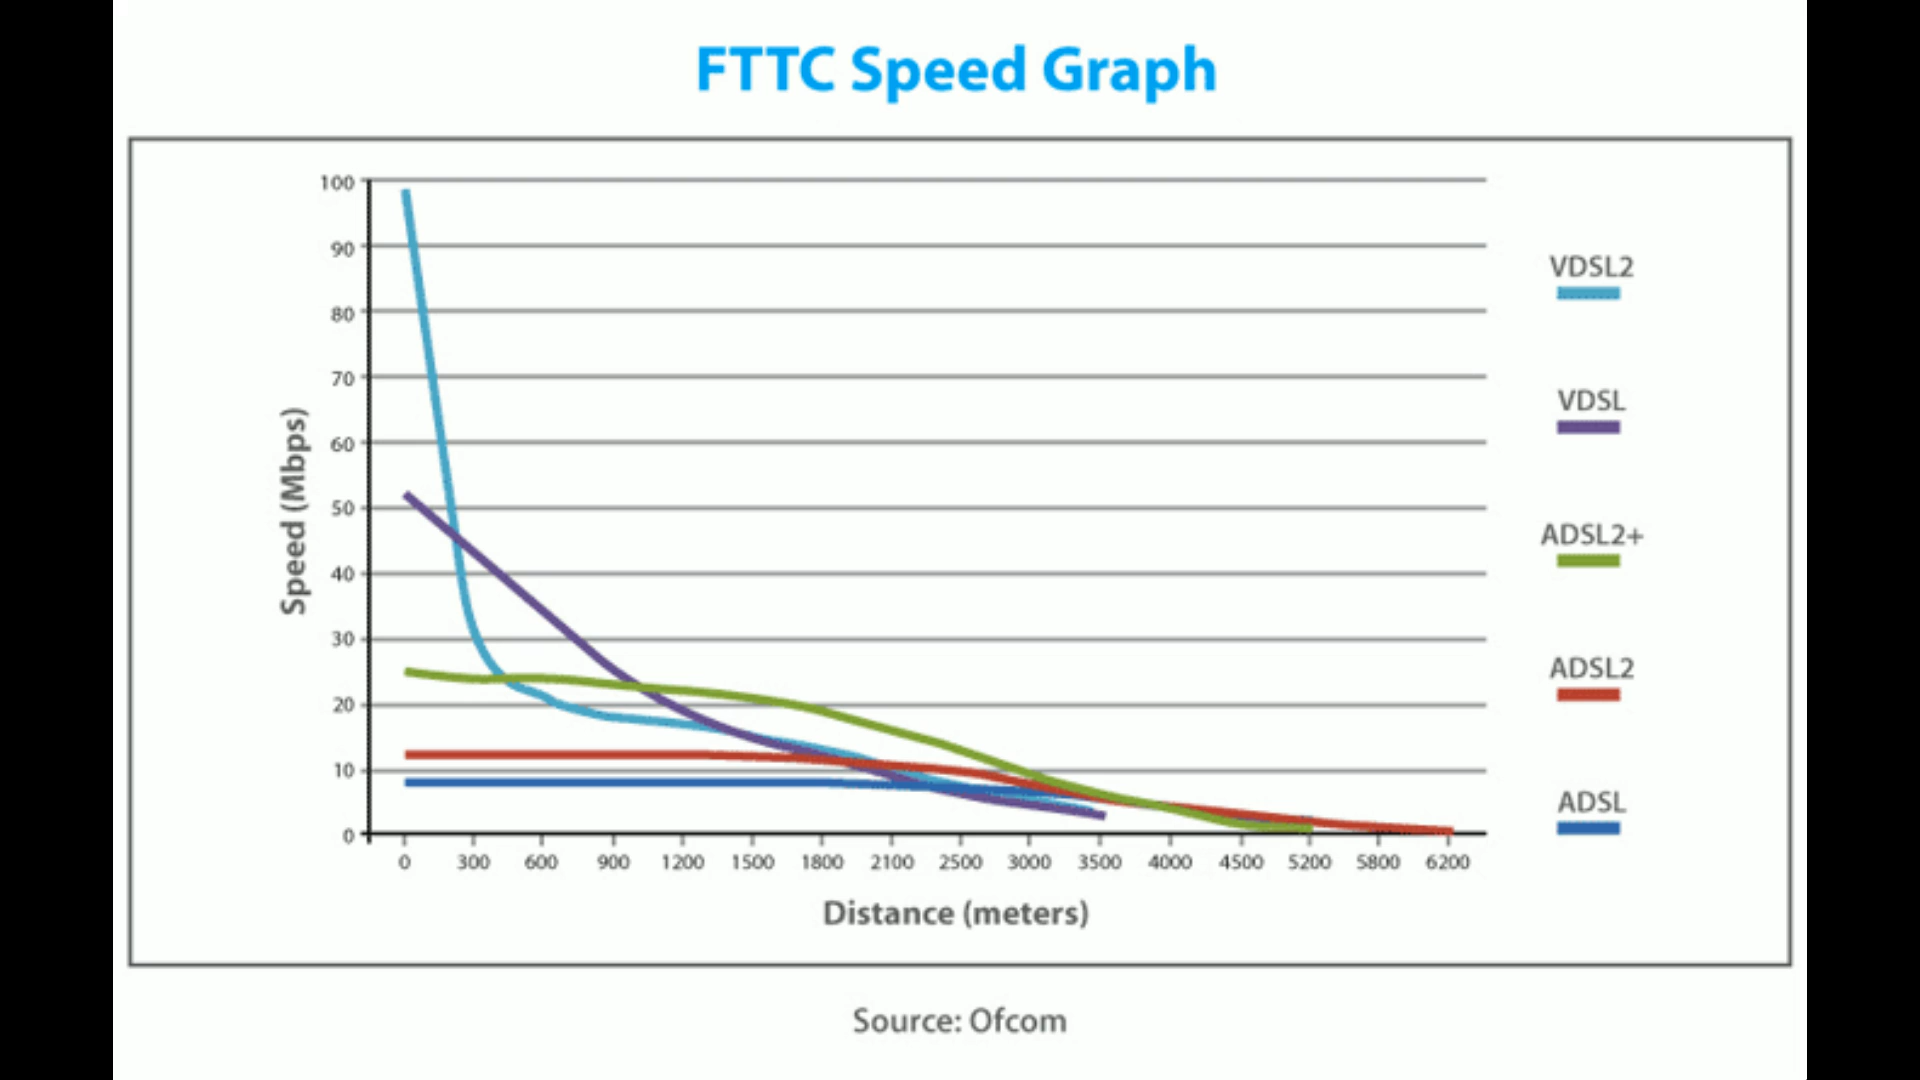 FTTC Speed Graph
100
90
80
70
60
50
40
30
20
10
0
Speed (Mbps)
0 300 600 900 1200 1500 1800 2100 2500 3000 3500 4000 4500 5200 5800 6200
Distance (meters)
VDSL2
VDSL
ADSL2+
ADSL2
ADSL
Source: Ofcom